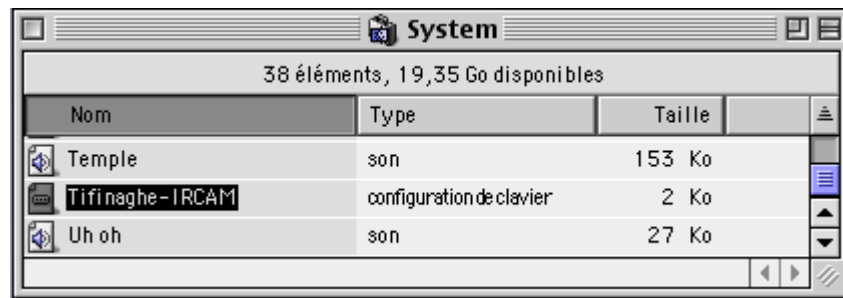 System
38 éléments, 19,35 Go disponibles
Nom Type Taille
Temple son 153 Ko
Tifinaghe-IRCAM configuration de clavier 2 Ko
Uh oh son 27 Ko